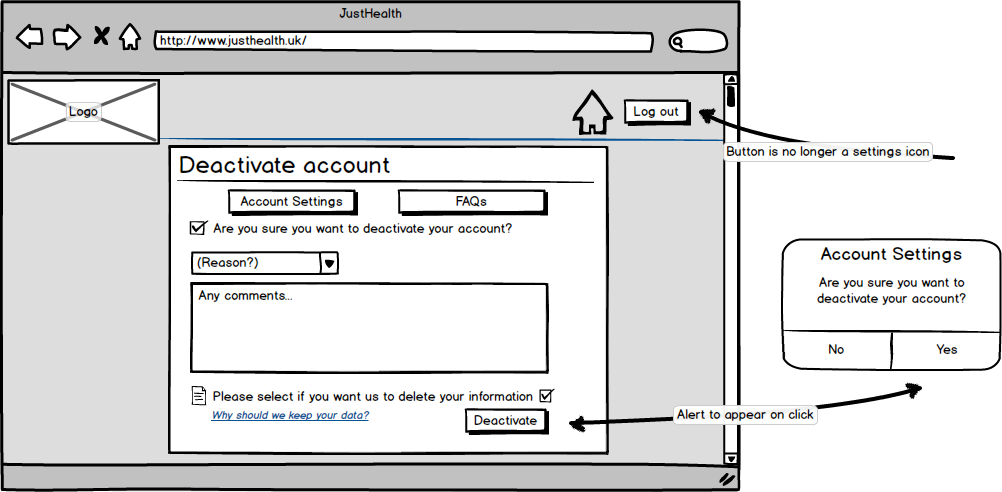 JustHealth
http://www.justhealth.uk/
Logo
Log out
Button is no longer a settings icon
Deactivate account
Account Settings
FAQs
Are you sure you want to deactivate your account?
(Reason?)
Any comments...
Please select if you want us to delete your information
Why should we keep your data?
Deactivate
Account Settings
Are you sure you want to
deactivate your account?
No
Yes
Alert to appear on click